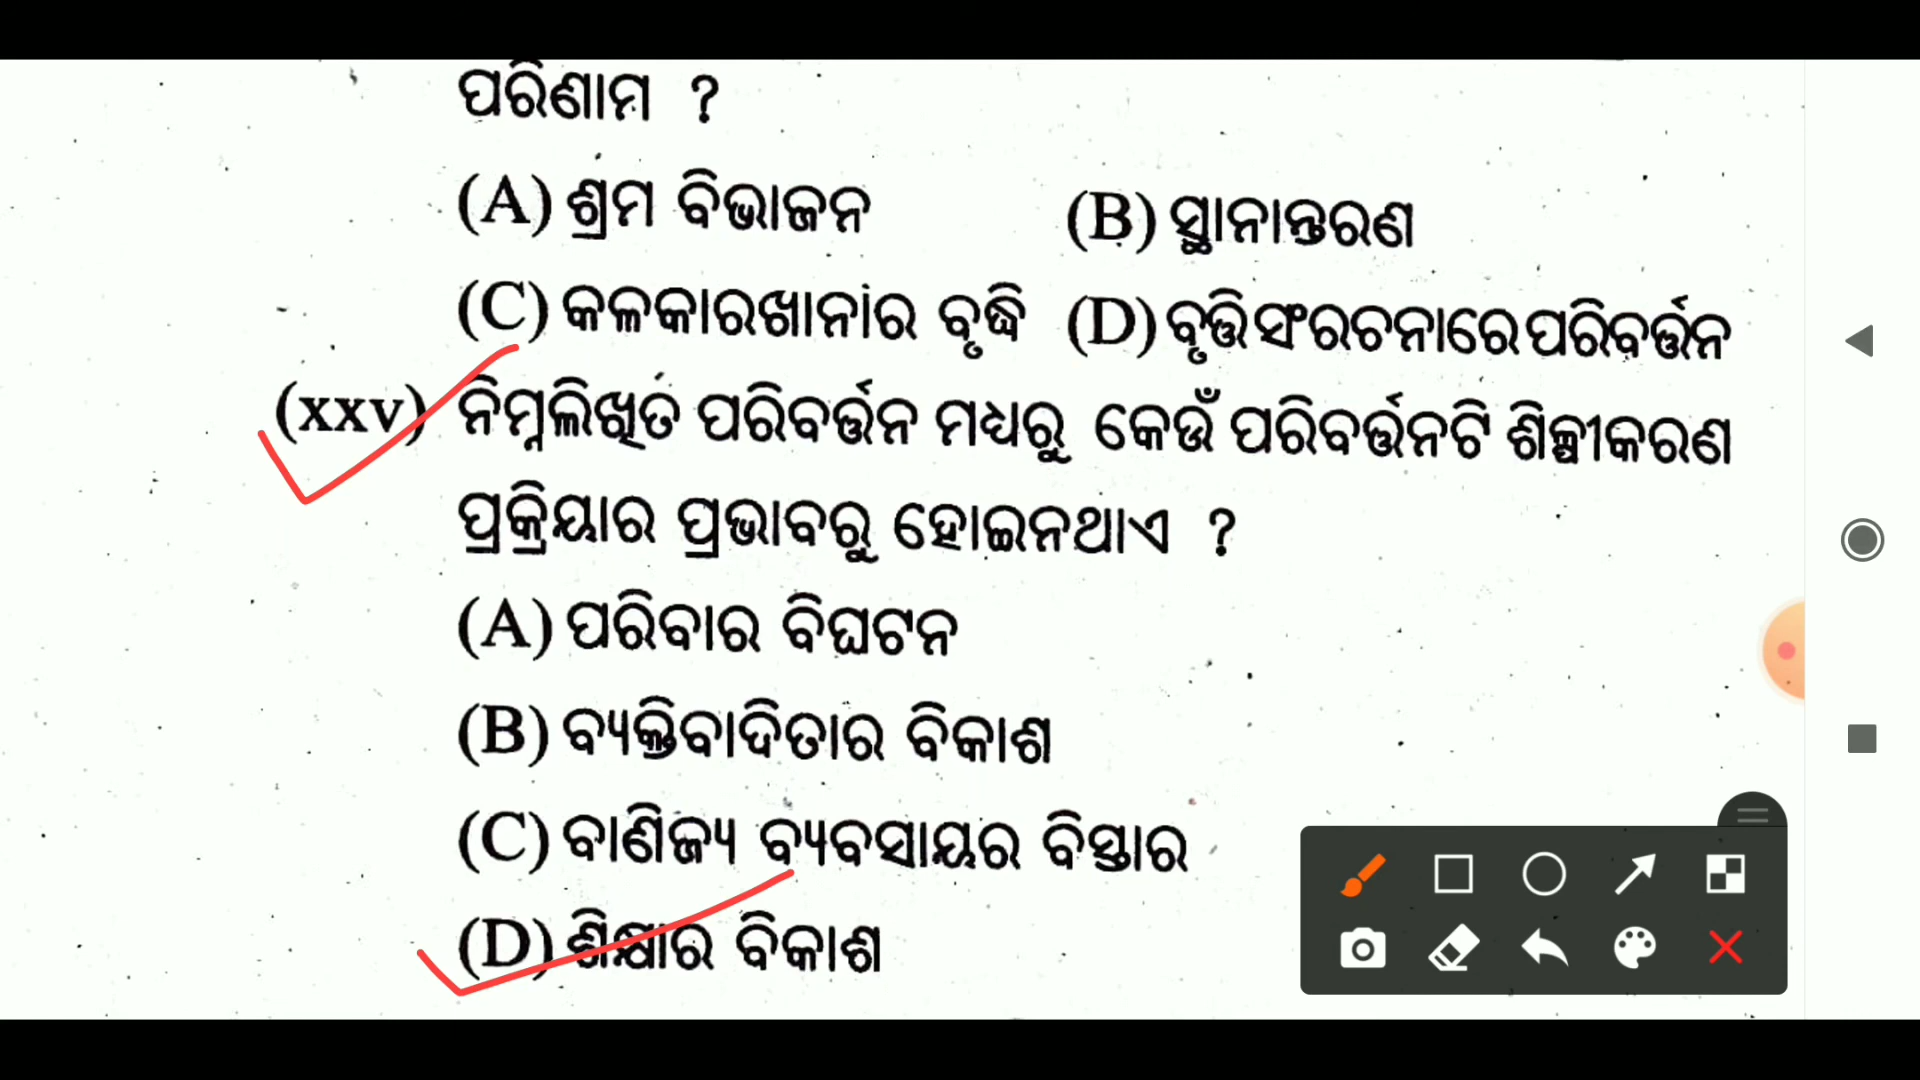 ପରିଣାମ ?
(A) ଶ୍ରମ ବିଭାଜନ (B) ସ୍ଥାନାନ୍ତରଣ
(C) କଳକାରଖାନାର ବୃଦ୍ଧି (D) ବୃତ୍ତି ସଂରଚନାରେ ପରିବର୍ତ୍ତନ
(xxv) ନିମ୍ନଲିଖିତ ପରିବର୍ତ୍ତନ ମଧ୍ୟରୁ କେଉଁ ପରିବର୍ତ୍ତନଟି ଶିଳ୍ପୀକରଣ
ପ୍ରକ୍ରିୟାର ପ୍ରଭାବରୁ ହୋଇନଥାଏ ?
(A) ପରିବାର ବିଘଟନ
(B) ବ୍ୟକ୍ତିବାଦିତାର ବିକାଶ
(C) ବାଣିଜ୍ୟ ବ୍ୟବସାୟର ବିସ୍ତାର
(D) ଶିକ୍ଷାର ବିକାଶ